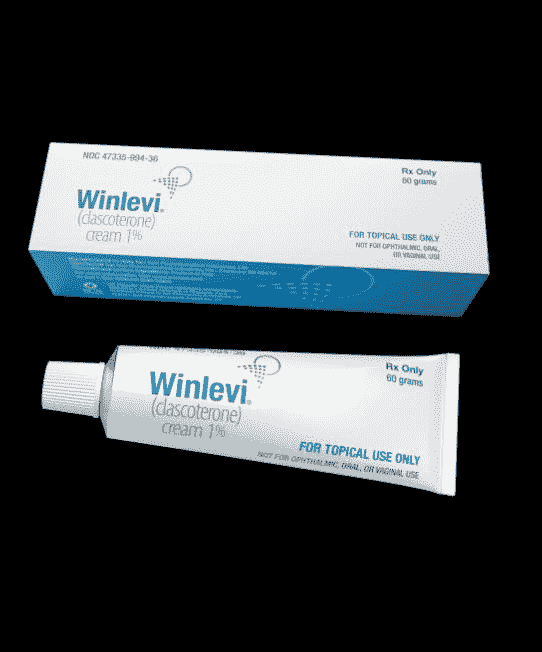 NDC 47335-994-36
Rx Only
60 grams
Winlevi®
(clascoterone)
cream 1%
FOR TOPICAL USE ONLY
NOT FOR OPHTHALMIC, ORAL,
OR VAGINAL USE
Rx Only
60 grams
Winlevi®
(clascoterone)
cream 1%
FOR TOPICAL USE ONLY
NOT FOR OPHTHALMIC, ORAL, OR VAGINAL USE